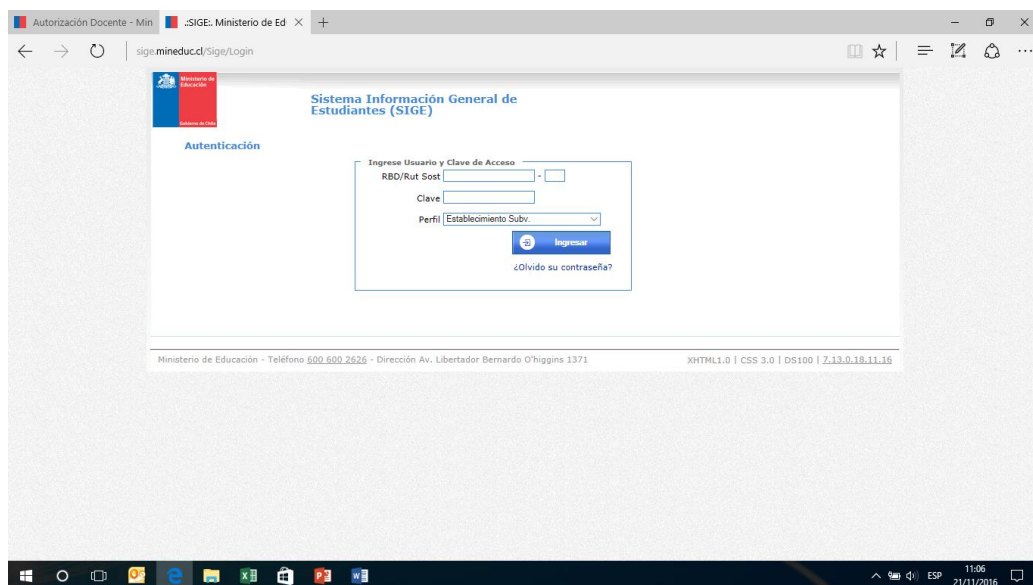 Autorización Docente - Min
.:SIGE:. Ministerio de Ed
sige.mineduc.cl/Sige/Login
Ministerio de
Educación
Gobierno de Chile
Sistema Información General de
Estudiantes (SIGE)
Autenticación
Ingrese Usuario y Clave de Acceso
RBD/Rut Sost
-
Clave
Perfil Establecimiento Subv.
Ingresar
¿Olvido su contraseña?
Ministerio de Educación - Teléfono 600 600 2626 - Dirección Av. Libertador Bernardo O'higgins 1371
XHTML1.0 | CSS 3.0 | DS100 | 7.13.0.18.11.16
ESP
11:06
21/11/2016